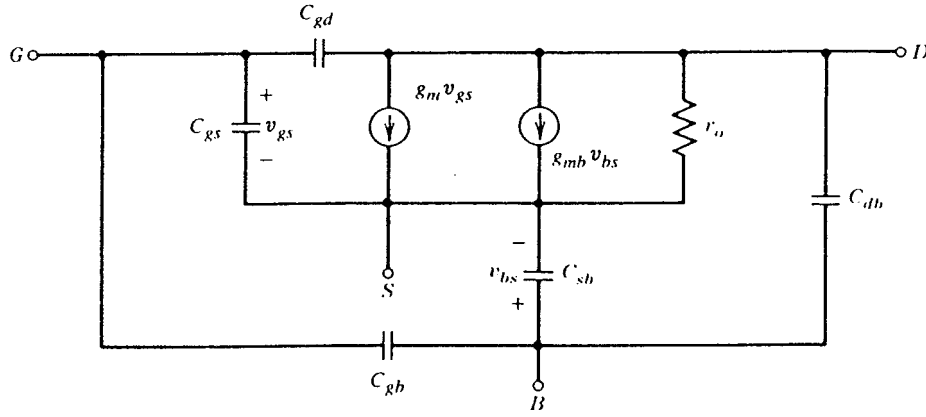 C_gd
G
D
g_m v_gs
+
C_gs
v_gs
−
g_mb v_bs
r_o
C_db
−
v_bs
C_sb
+
S
C_gb
B